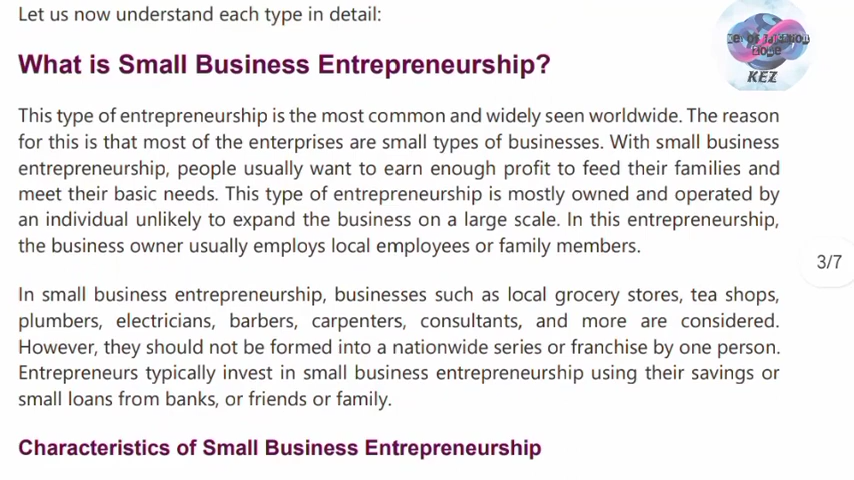 Let us now understand each type in detail:
What is Small Business Entrepreneurship?
This type of entrepreneurship is the most common and widely seen worldwide. The reason
for this is that most of the enterprises are small types of businesses. With small business
entrepreneurship, people usually want to earn enough profit to feed their families and
meet their basic needs. This type of entrepreneurship is mostly owned and operated by
an individual unlikely to expand the business on a large scale. In this entrepreneurship,
the business owner usually employs local employees or family members.
In small business entrepreneurship, businesses such as local grocery stores, tea shops,
plumbers, electricians, barbers, carpenters, consultants, and more are considered.
However, they should not be formed into a nationwide series or franchise by one person.
Entrepreneurs typically invest in small business entrepreneurship using their savings or
small loans from banks, or friends or family.
Characteristics of Small Business Entrepreneurship
KEZ
3/7